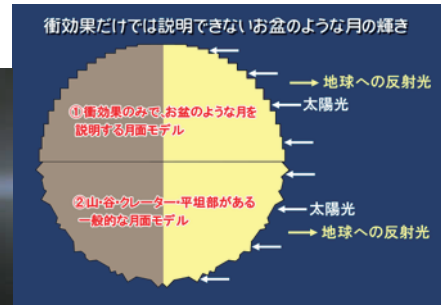 衝効果だけでは説明できないお盆のような月の輝き
①衝効果のみで、お盆のような月を
説明する月面モデル
地球への反射光
太陽光
②山・谷・クレーター・平坦部がある
一般的な月面モデル
太陽光
地球への反射光